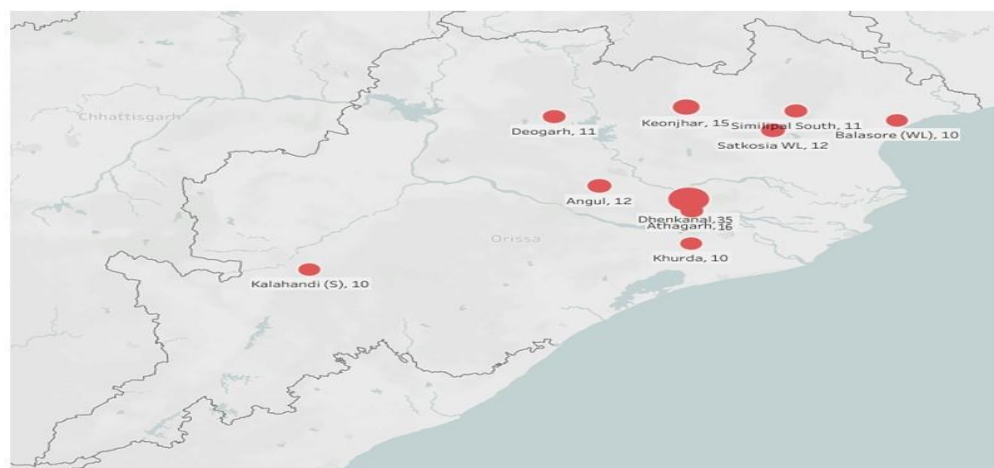 Chhattisgarh
Deogarh, 11
Keonjhar, 15
Similipal South, 11
Balasore (WL), 10
Satkosia WL, 12
Angul, 12
Dhenkanal,35
Athagarh, 16
Orissa
Khurda, 10
Kalahandi (S), 10